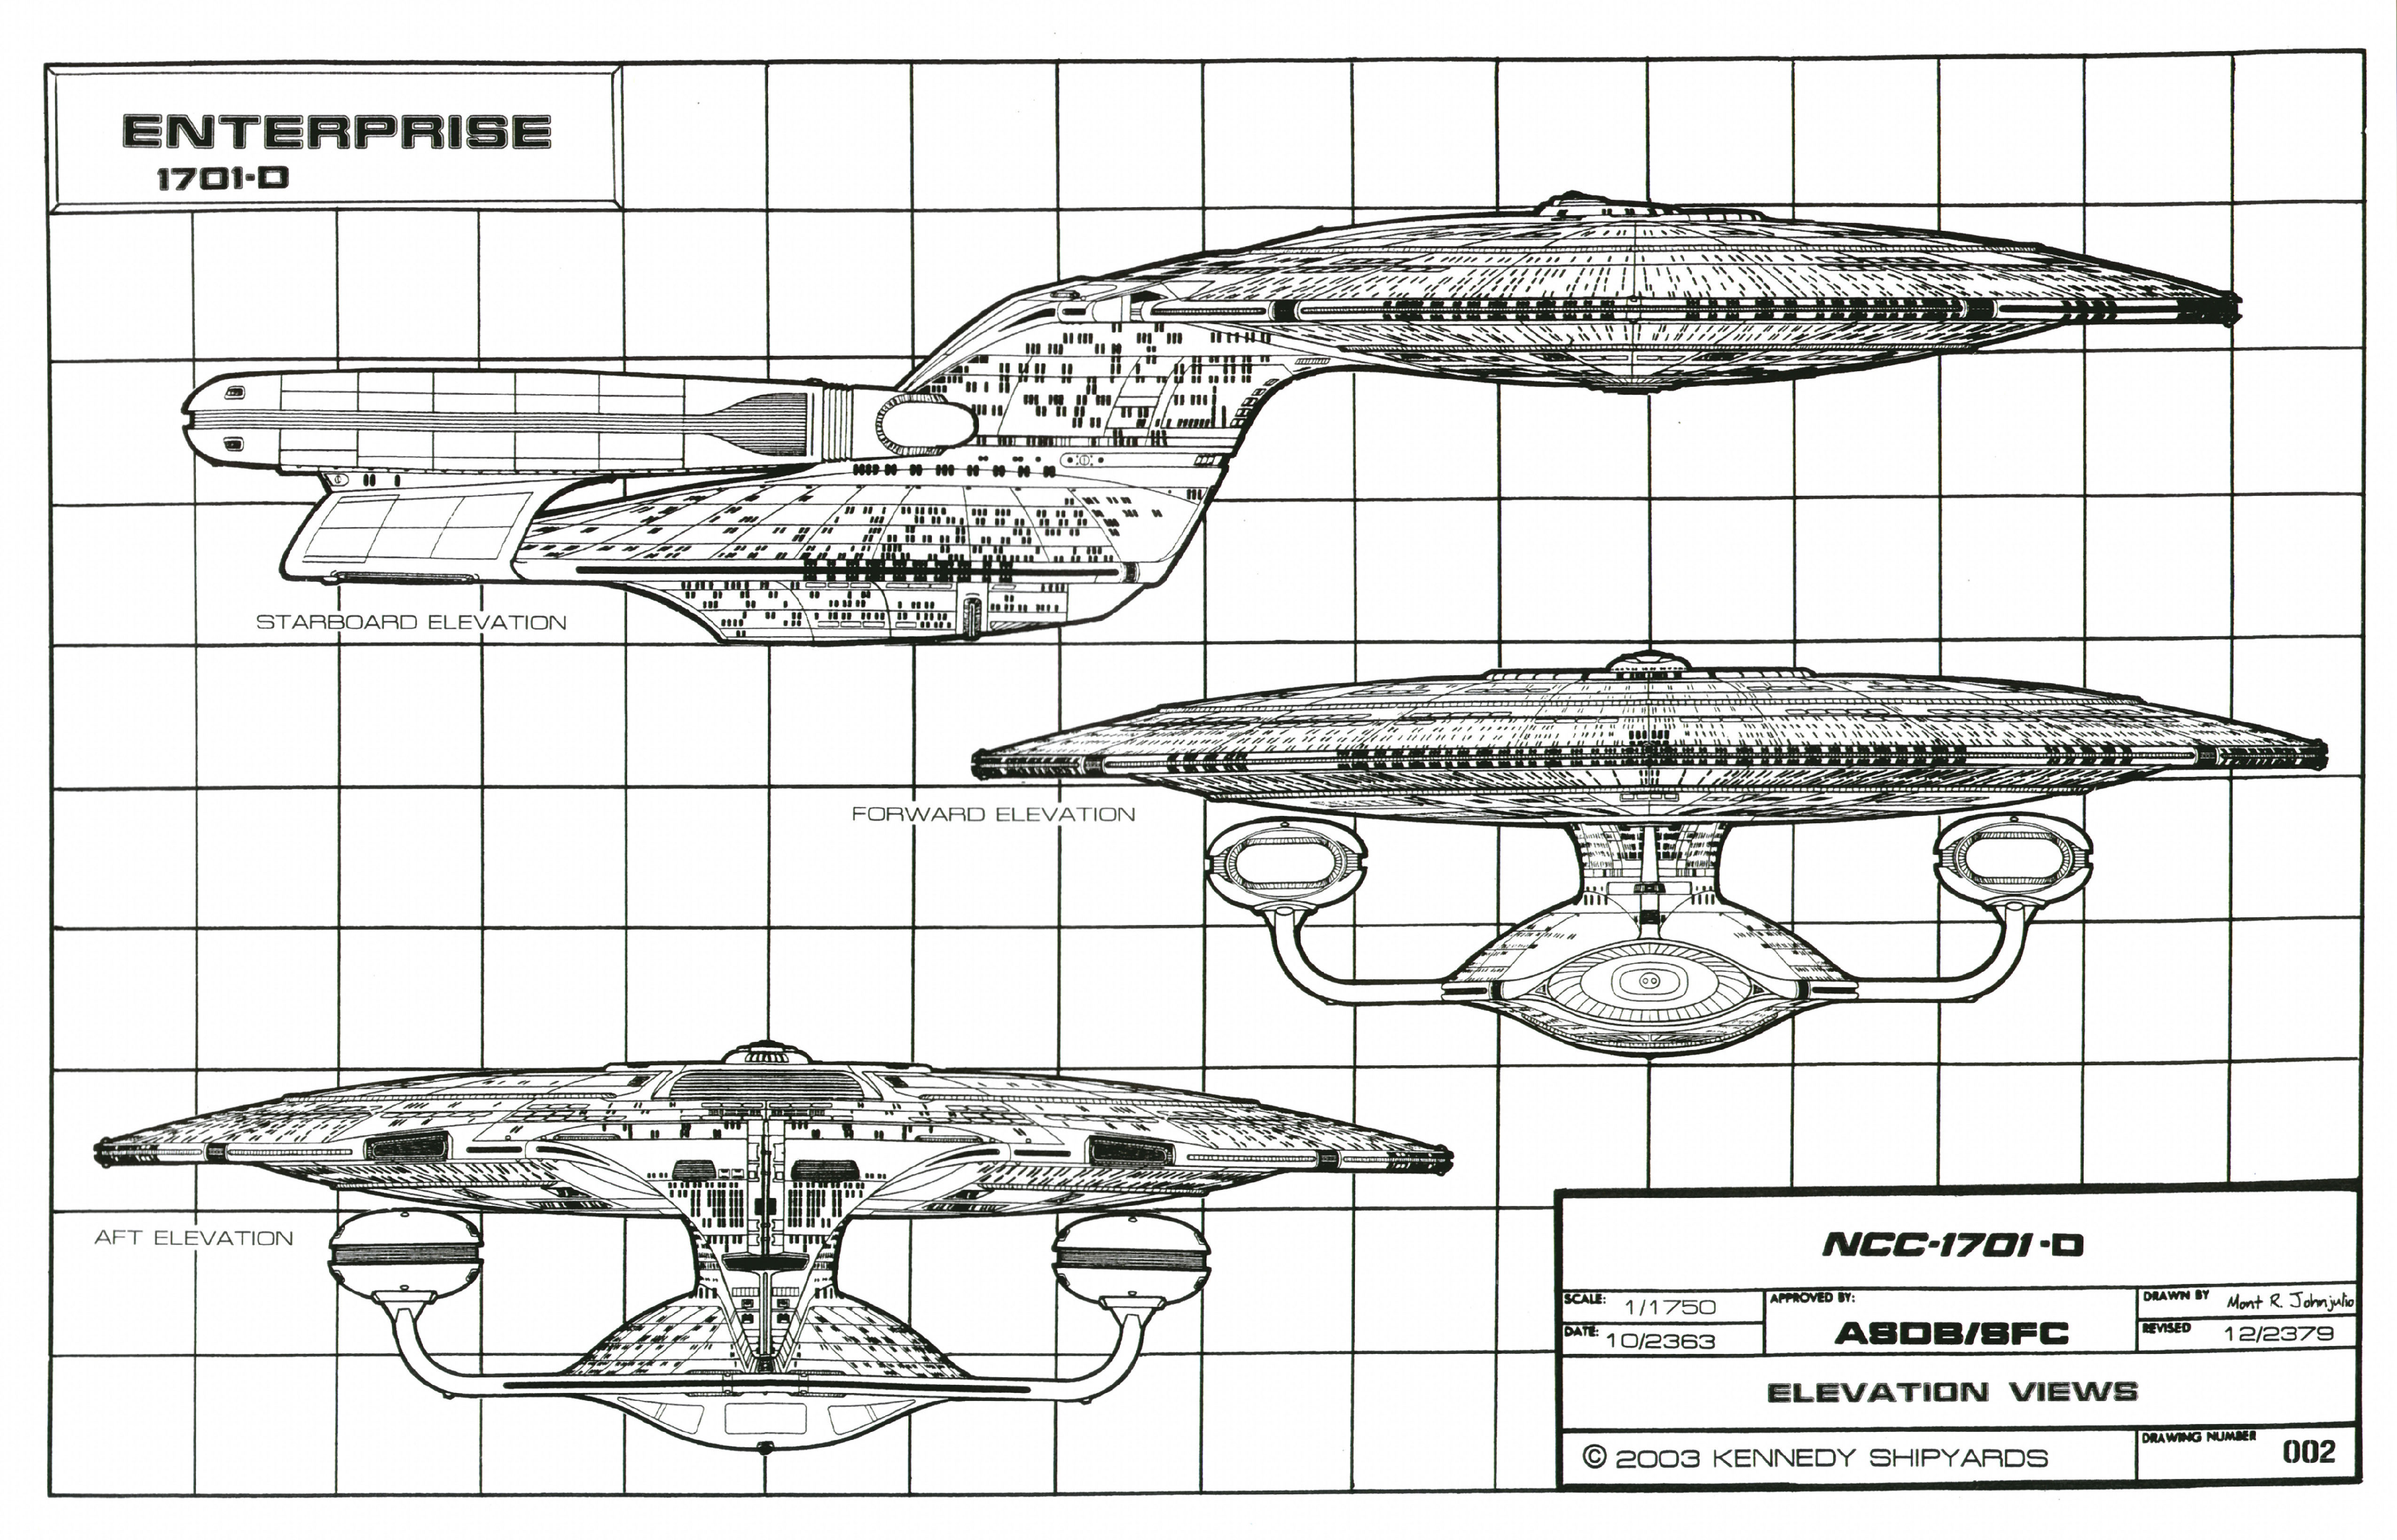 ENTERPRISE
1701-D
STARBOARD ELEVATION
FORWARD ELEVATION
AFT ELEVATION
NCC-1701-D
SCALE: 1/1750
APPROVED BY:
DRAWN BY Mont R. Johnjulio
DATE: 10/2363
ASDB/SFC
REVISED 12/2379
ELEVATION VIEWS
© 2003 KENNEDY SHIPYARDS
DRAWING NUMBER 002